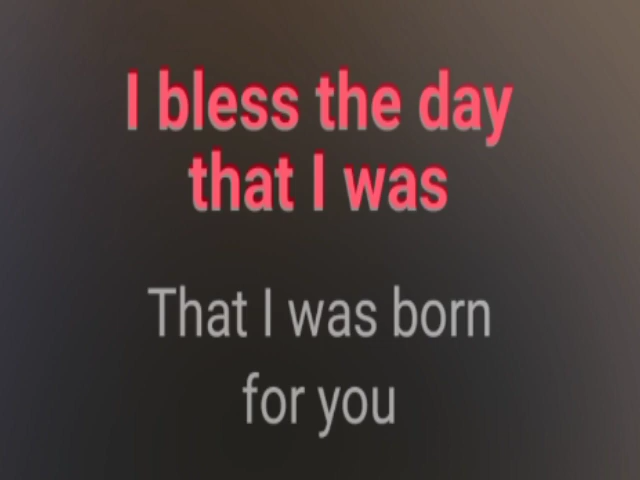 I bless the day
that I was
That I was born
for you